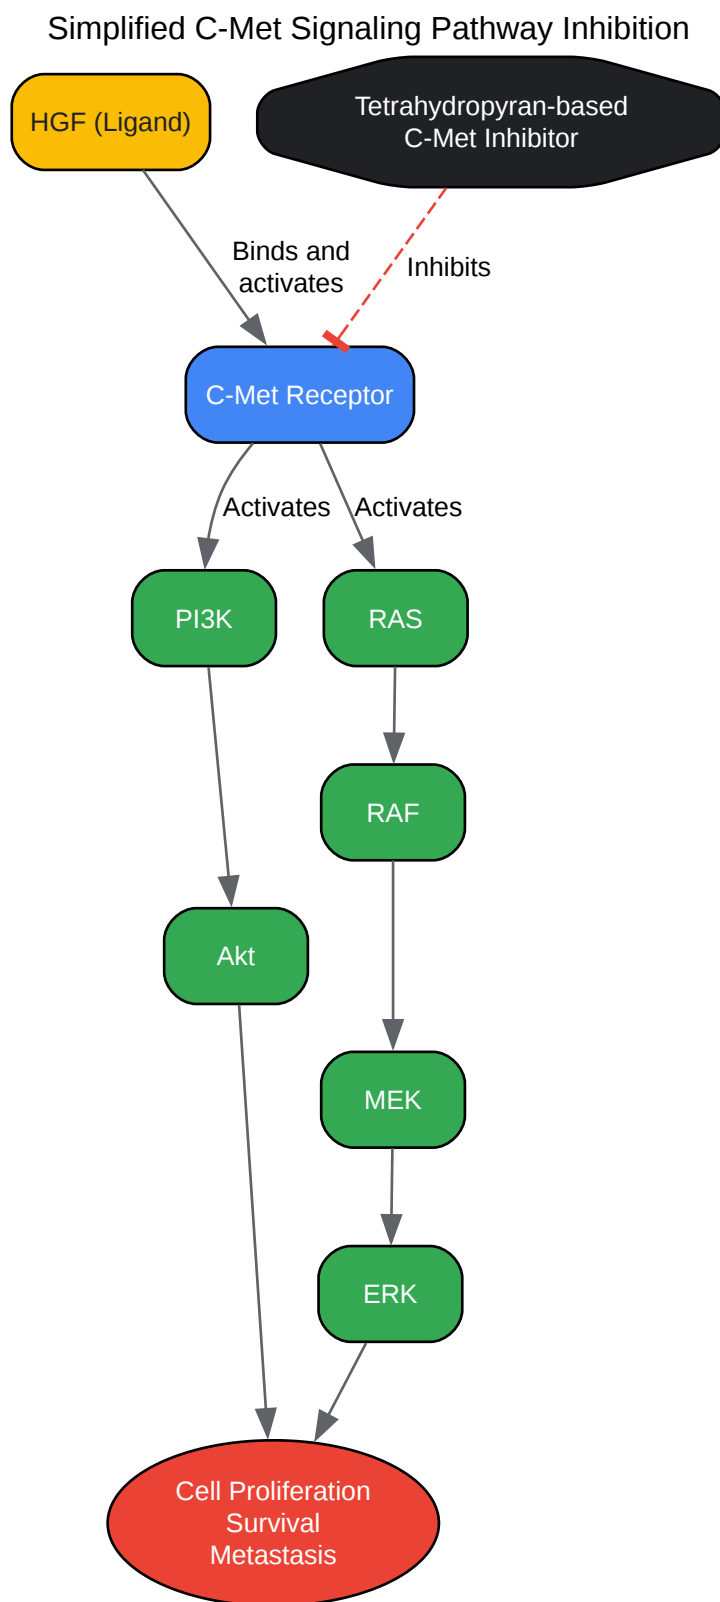 Simplified C-Met Signaling Pathway Inhibition
HGF (Ligand)
Tetrahydropyran-based
C-Met Inhibitor
Binds and
activates
Inhibits
C-Met Receptor
Activates
Activates
PI3K
RAS
RAF
Akt
MEK
ERK
Cell Proliferation
Survival
Metastasis